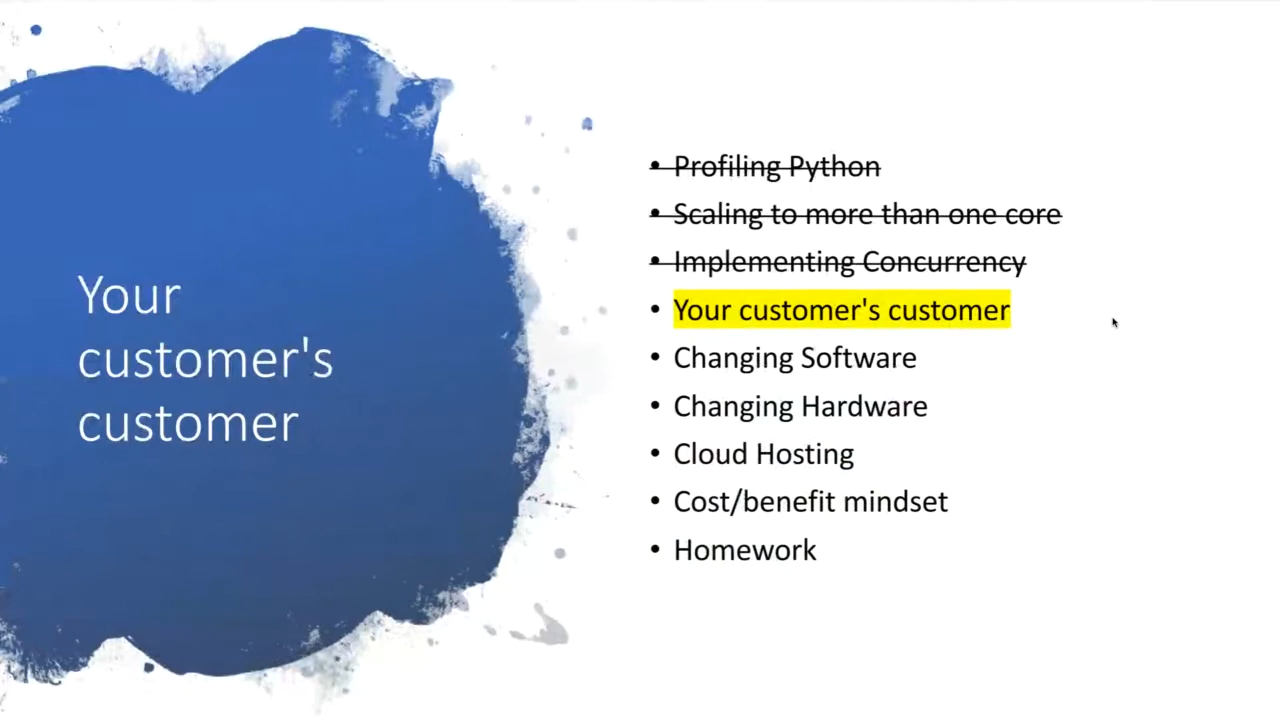 Your
customer's
customer
• Profiling Python
• Scaling to more than one core
• Implementing Concurrency
• Your customer's customer
• Changing Software
• Changing Hardware
• Cloud Hosting
• Cost/benefit mindset
• Homework